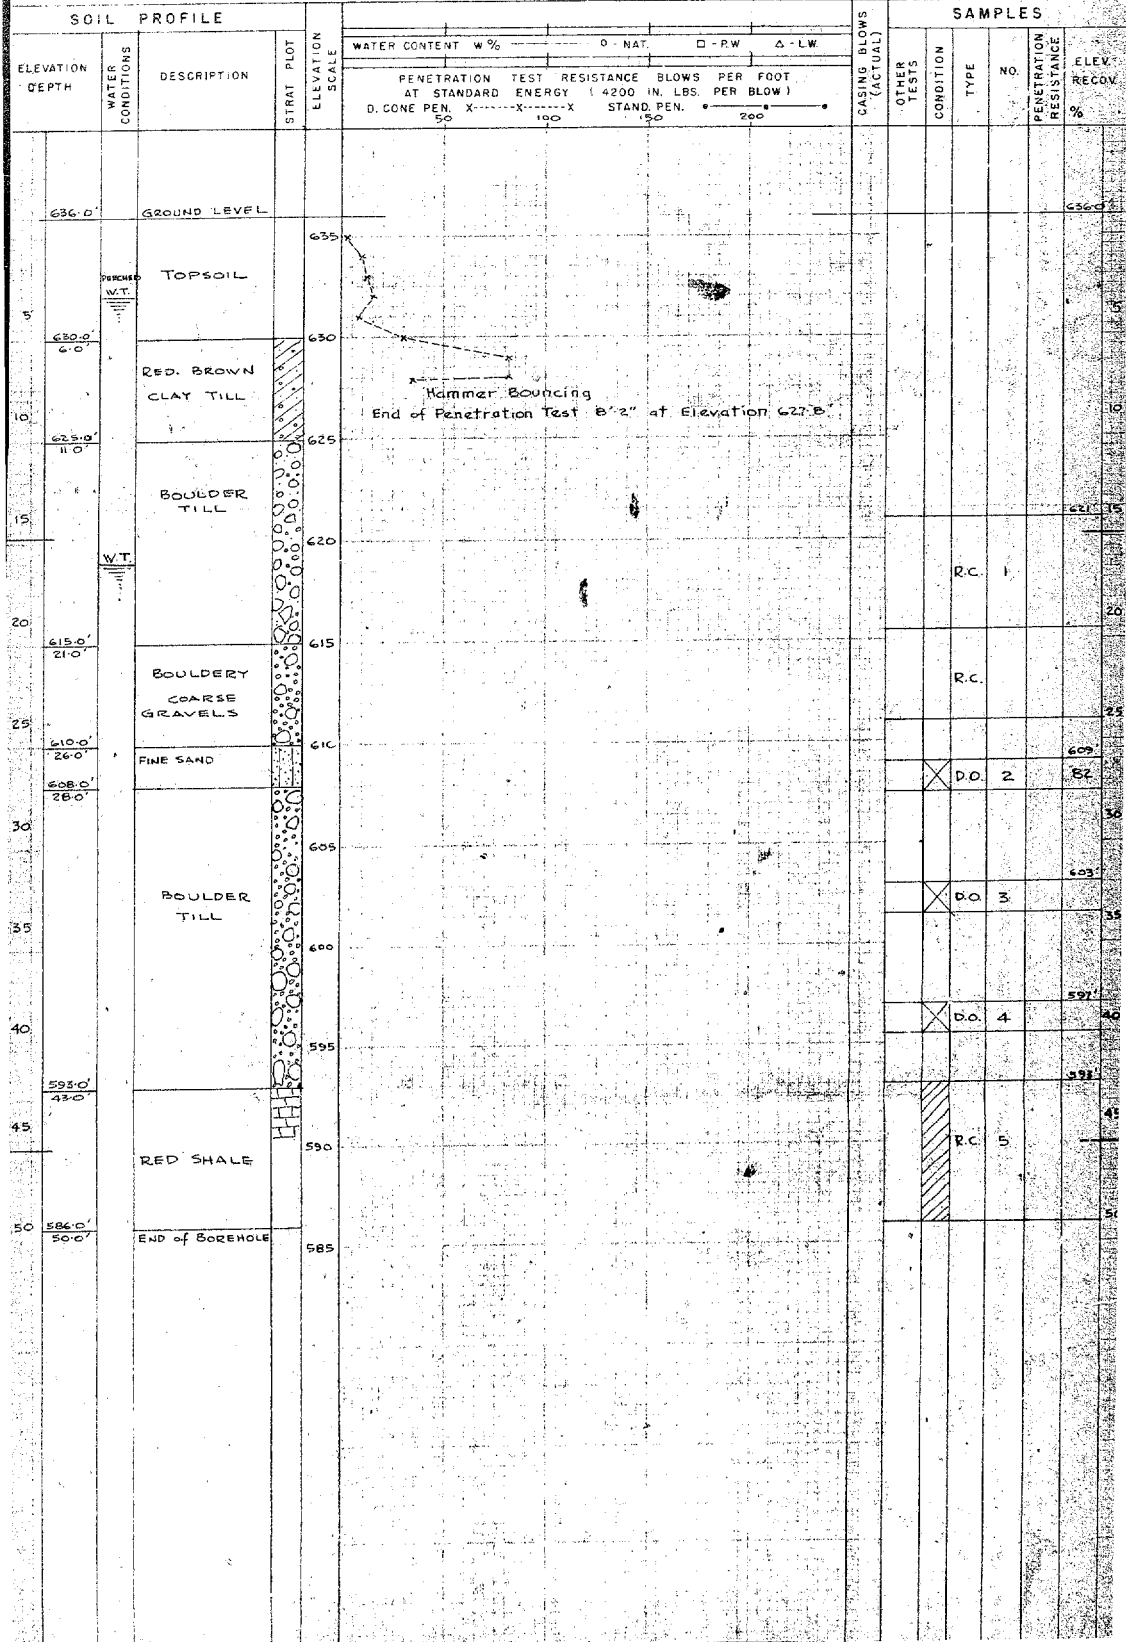 SOIL PROFILE
SAMPLES
ELEVATION
DEPTH
WATER
CONDITIONS
DESCRIPTION
STRAT PLOT
ELEVATION
SCALE
WATER CONTENT W % O - NAT. □ - P.W △ - L.W.
PENETRATION TEST RESISTANCE BLOWS PER FOOT
AT STANDARD ENERGY ( 4200 IN. LBS. PER BLOW )
D. CONE PEN. X-------X-------X STAND. PEN.
50 100 150 200
CASING BLOWS
(ACTUAL)
OTHER
TESTS
CONDITION
TYPE
NO.
PENETRATION
RESISTANCE
ELEV.
RECOV.
%
636.0' GROUND LEVEL 636.0
635
TOPSOIL
PERCHED
W.T.
5 5
630.0'
6.0'
630
RED. BROWN
CLAY TILL
Hammer Bouncing
End of Penetration Test 8'2" at Elevation 627.8'
10 10
625.0'
11.0'
625
BOULDER
TILL
15 621 15
620
W.T.
R.C. 1
20 20
615.0'
21.0'
615
BOULDERY
COARSE
GRAVELS
R.C.
25 25
610.0'
26.0'
610
609'
FINE SAND
D.O. 2 82
608.0'
28.0'
30 30
605
603'
BOULDER
TILL
D.O. 3
35 35
600
597'
40 D.O. 4 40
595
593.0'
43.0'
593'
45 45
590
R.C. 5
RED SHALE
50 586.0'
50.0'
END of BOREHOLE
585